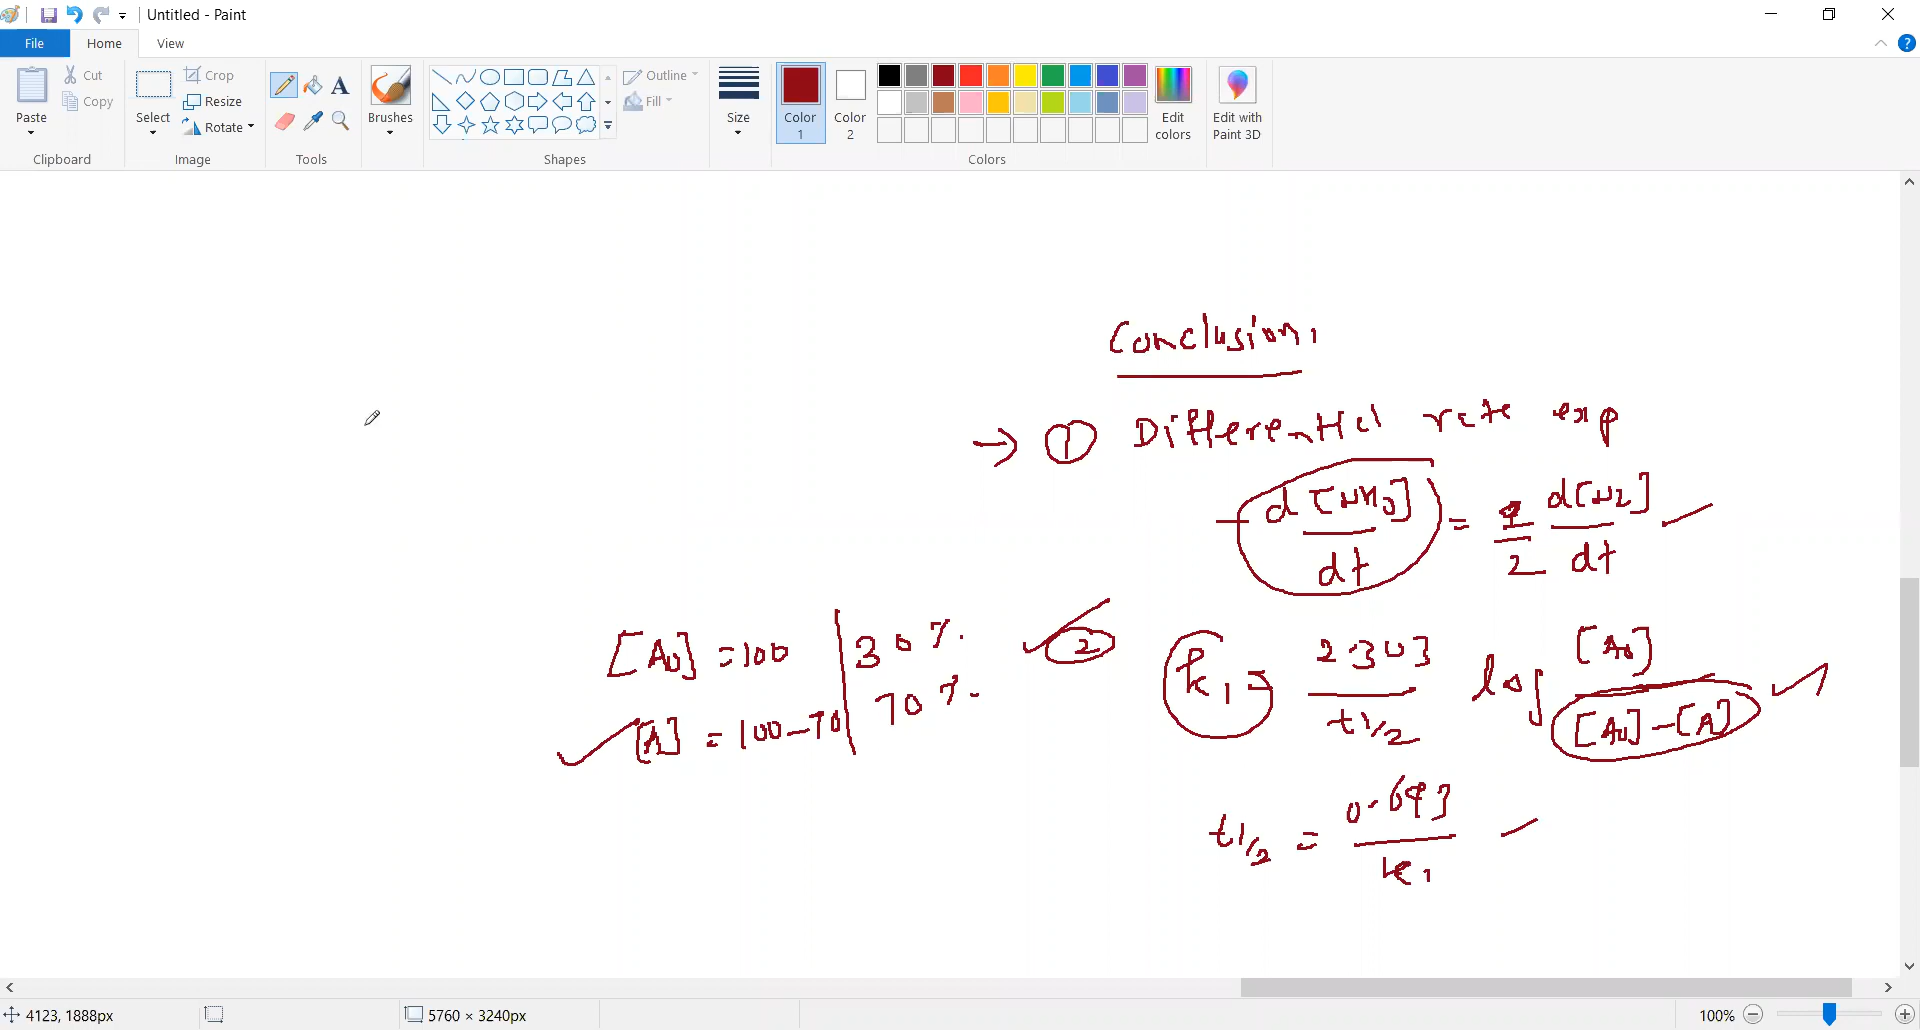 Untitled - Paint
File Home View
Paste
Cut
Copy
Clipboard
Select
Crop
Resize
Rotate
Image
A
Tools
Brushes
Outline
Fill
Shapes
Size
Color 1
Color 2
Edit colors
Colors
Edit with Paint 3D
Conclusion,
→ ① Differential rate exp
-d[NH3]/dt = 1/2 d[N2]/dt
[A0] = 100 | 30%.
[A] = 100-70 | 70%.
② k1 = 2.303/t1/2 log [A0]/[A0]-[A]
t1/2 = 0.693/k1
4123, 1888px
5760 × 3240px
100%